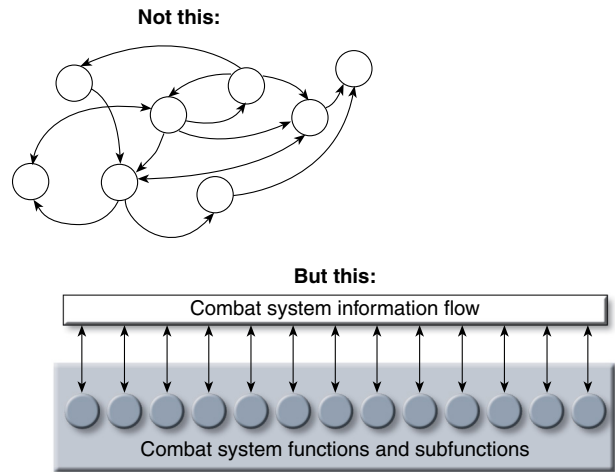 Not this:
But this:
Combat system information flow
Combat system functions and subfunctions